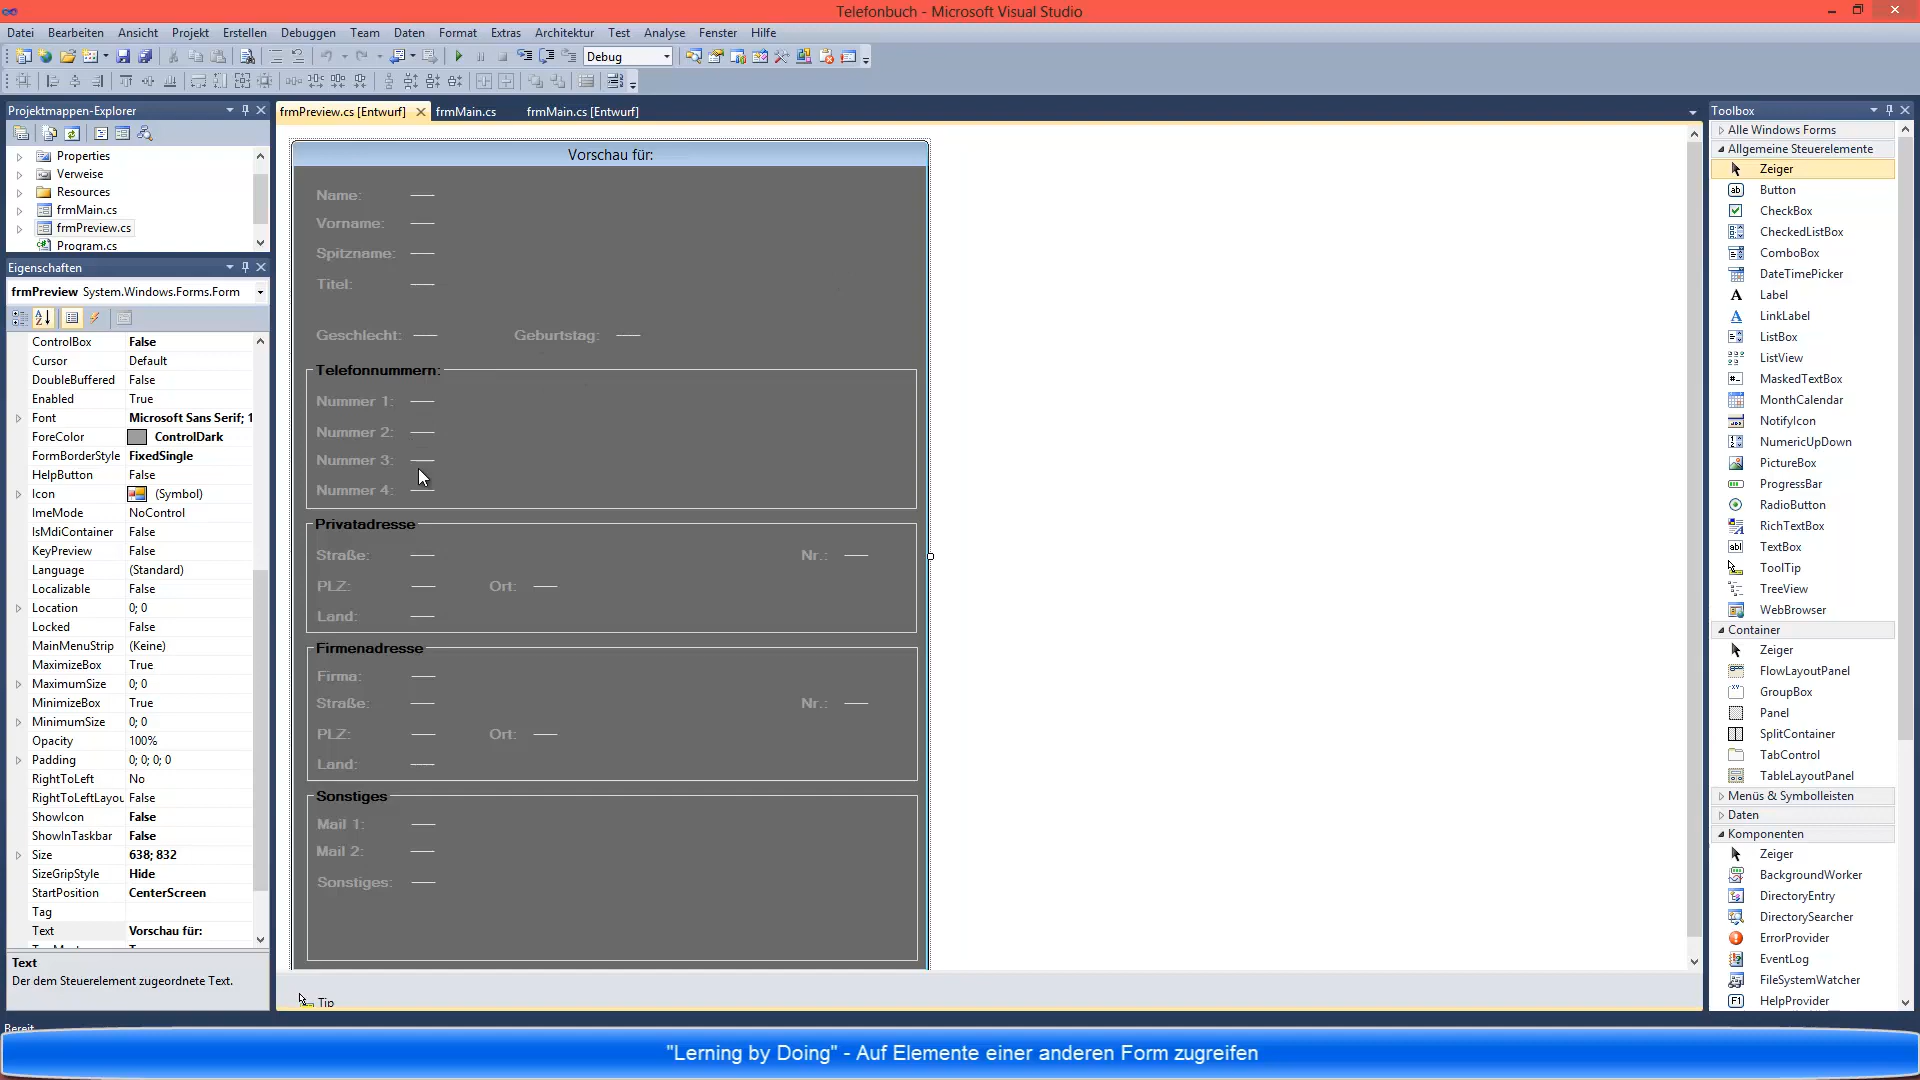 Telefonbuch - Microsoft Visual Studio
Datei Bearbeiten Ansicht Projekt Erstellen Debuggen Team Daten Format Extras Architektur Test Analyse Fenster Hilfe
Debug
Projektmappen-Explorer
Properties
Verweise
Resources
frmMain.cs
frmPreview.cs
Program.cs
Eigenschaften
frmPreview System.Windows.Forms.Form
ControlBox False
Cursor Default
DoubleBuffered False
Enabled True
Font Microsoft Sans Serif; 1
ForeColor ControlDark
FormBorderStyle FixedSingle
HelpButton False
Icon (Symbol)
ImeMode NoControl
IsMdiContainer False
KeyPreview False
Language (Standard)
Localizable False
Location 0; 0
Locked False
MainMenuStrip (Keine)
MaximizeBox True
MaximumSize 0; 0
MinimizeBox True
MinimumSize 0; 0
Opacity 100%
Padding 0; 0; 0; 0
RightToLeft No
RightToLeftLayou False
ShowIcon False
ShowInTaskbar False
Size 638; 832
SizeGripStyle Hide
StartPosition CenterScreen
Tag
Text Vorschau für:
Text
Der dem Steuerelement zugeordnete Text.
Bereit
frmPreview.cs [Entwurf] frmMain.cs frmMain.cs [Entwurf]
Vorschau für:
Name:
Vorname:
Spitzname:
Titel:
Geschlecht: Geburtstag:
Telefonnummern:
Nummer 1:
Nummer 2:
Nummer 3:
Nummer 4:
Privatadresse
Straße: Nr.:
PLZ: Ort:
Land:
Firmenadresse
Firma:
Straße: Nr.:
PLZ: Ort:
Land:
Sonstiges
Mail 1:
Mail 2:
Sonstiges:
Tip
Toolbox
Alle Windows Forms
Allgemeine Steuerelemente
Zeiger
Button
CheckBox
CheckedListBox
ComboBox
DateTimePicker
Label
LinkLabel
ListBox
ListView
MaskedTextBox
MonthCalendar
NotifyIcon
NumericUpDown
PictureBox
ProgressBar
RadioButton
RichTextBox
TextBox
ToolTip
TreeView
WebBrowser
Container
Zeiger
FlowLayoutPanel
GroupBox
Panel
SplitContainer
TabControl
TableLayoutPanel
Menüs & Symbolleisten
Daten
Komponenten
Zeiger
BackgroundWorker
DirectoryEntry
DirectorySearcher
ErrorProvider
EventLog
FileSystemWatcher
HelpProvider
"Lerning by Doing" - Auf Elemente einer anderen Form zugreifen